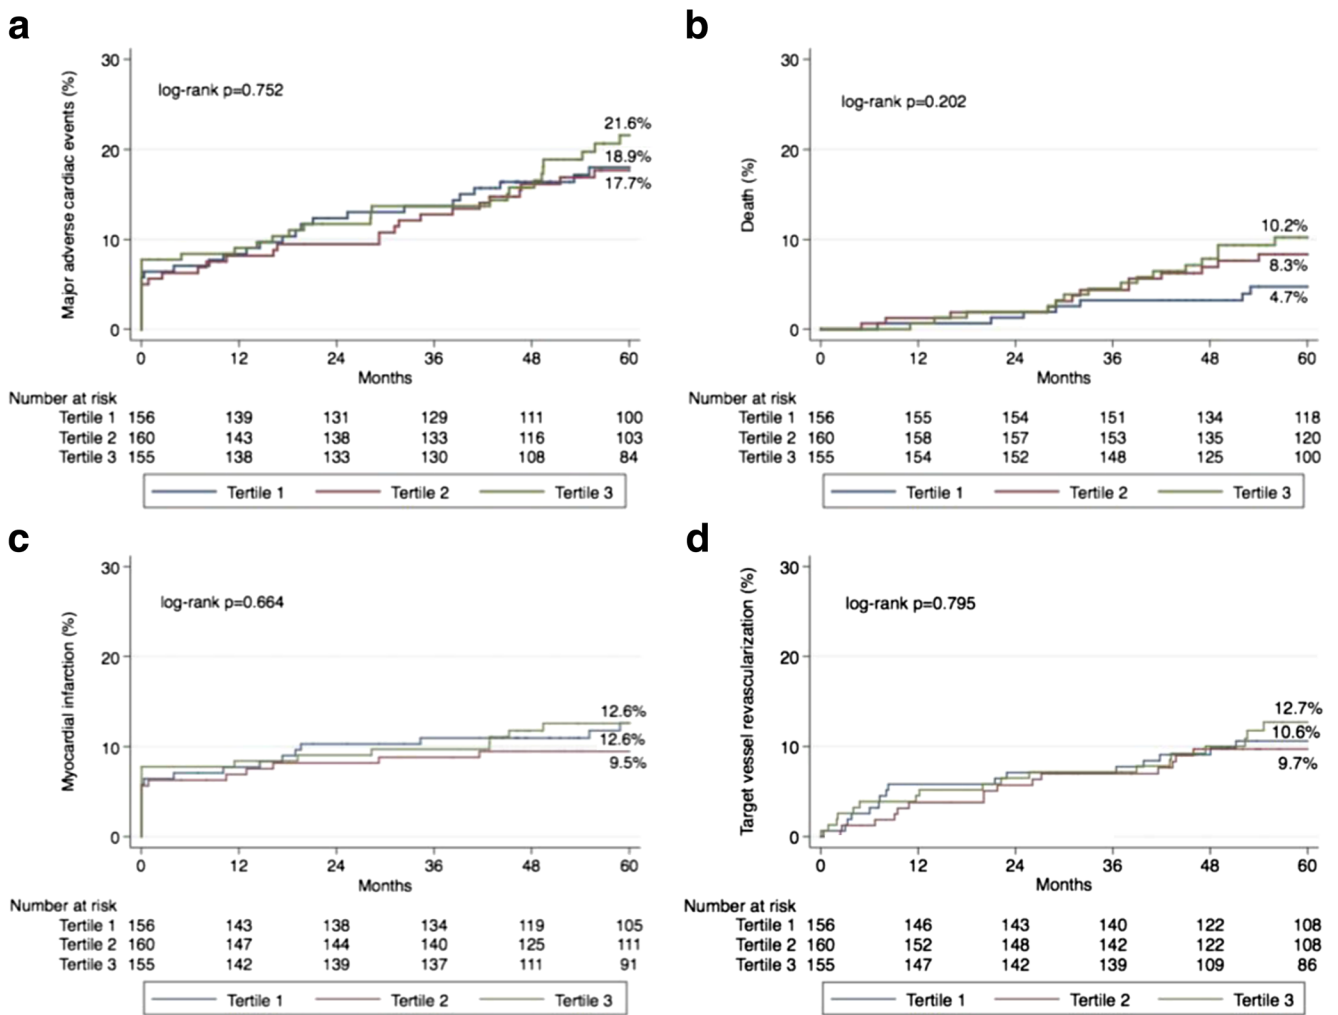 a
30
20
10
0
Major adverse cardiac events (%)
log-rank p=0.752
21.6%
18.9%
17.7%
0 12 24 36 48 60
Months
Number at risk
Tertile 1 156 139 131 129 111 100
Tertile 2 160 143 138 133 116 103
Tertile 3 155 138 133 130 108 84
Tertile 1 Tertile 2 Tertile 3
b
30
20
10
0
Death (%)
log-rank p=0.202
10.2%
8.3%
4.7%
0 12 24 36 48 60
Months
Number at risk
Tertile 1 156 155 154 151 134 118
Tertile 2 160 158 157 153 135 120
Tertile 3 155 154 152 148 125 100
Tertile 1 Tertile 2 Tertile 3
c
30
20
10
0
Myocardial infarction (%)
log-rank p=0.664
12.6%
12.6%
9.5%
0 12 24 36 48 60
Months
Number at risk
Tertile 1 156 143 138 134 119 105
Tertile 2 160 147 144 140 125 111
Tertile 3 155 142 139 137 111 91
Tertile 1 Tertile 2 Tertile 3
d
30
20
10
0
Target vessel revascularization (%)
log-rank p=0.795
12.7%
10.6%
9.7%
0 12 24 36 48 60
Months
Number at risk
Tertile 1 156 146 143 140 122 108
Tertile 2 160 152 148 142 122 108
Tertile 3 155 147 142 139 109 86
Tertile 1 Tertile 2 Tertile 3